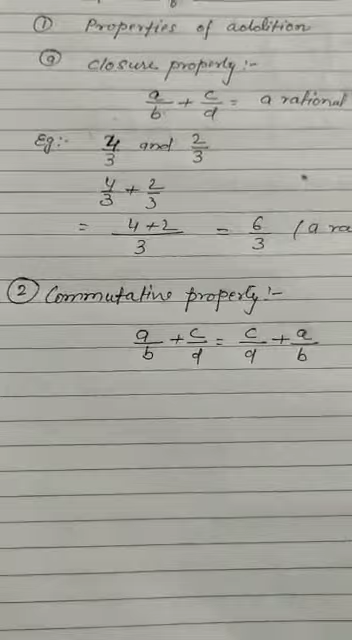 ① Properties of addition
ⓐ closure property:-
a/b + c/d = a rational
Eg:- 4/3 and 2/3
4/3 + 2/3
= 4+2/3 = 6/3 (a ra
② Commutative property:-
a/b + c/d = c/d + a/b